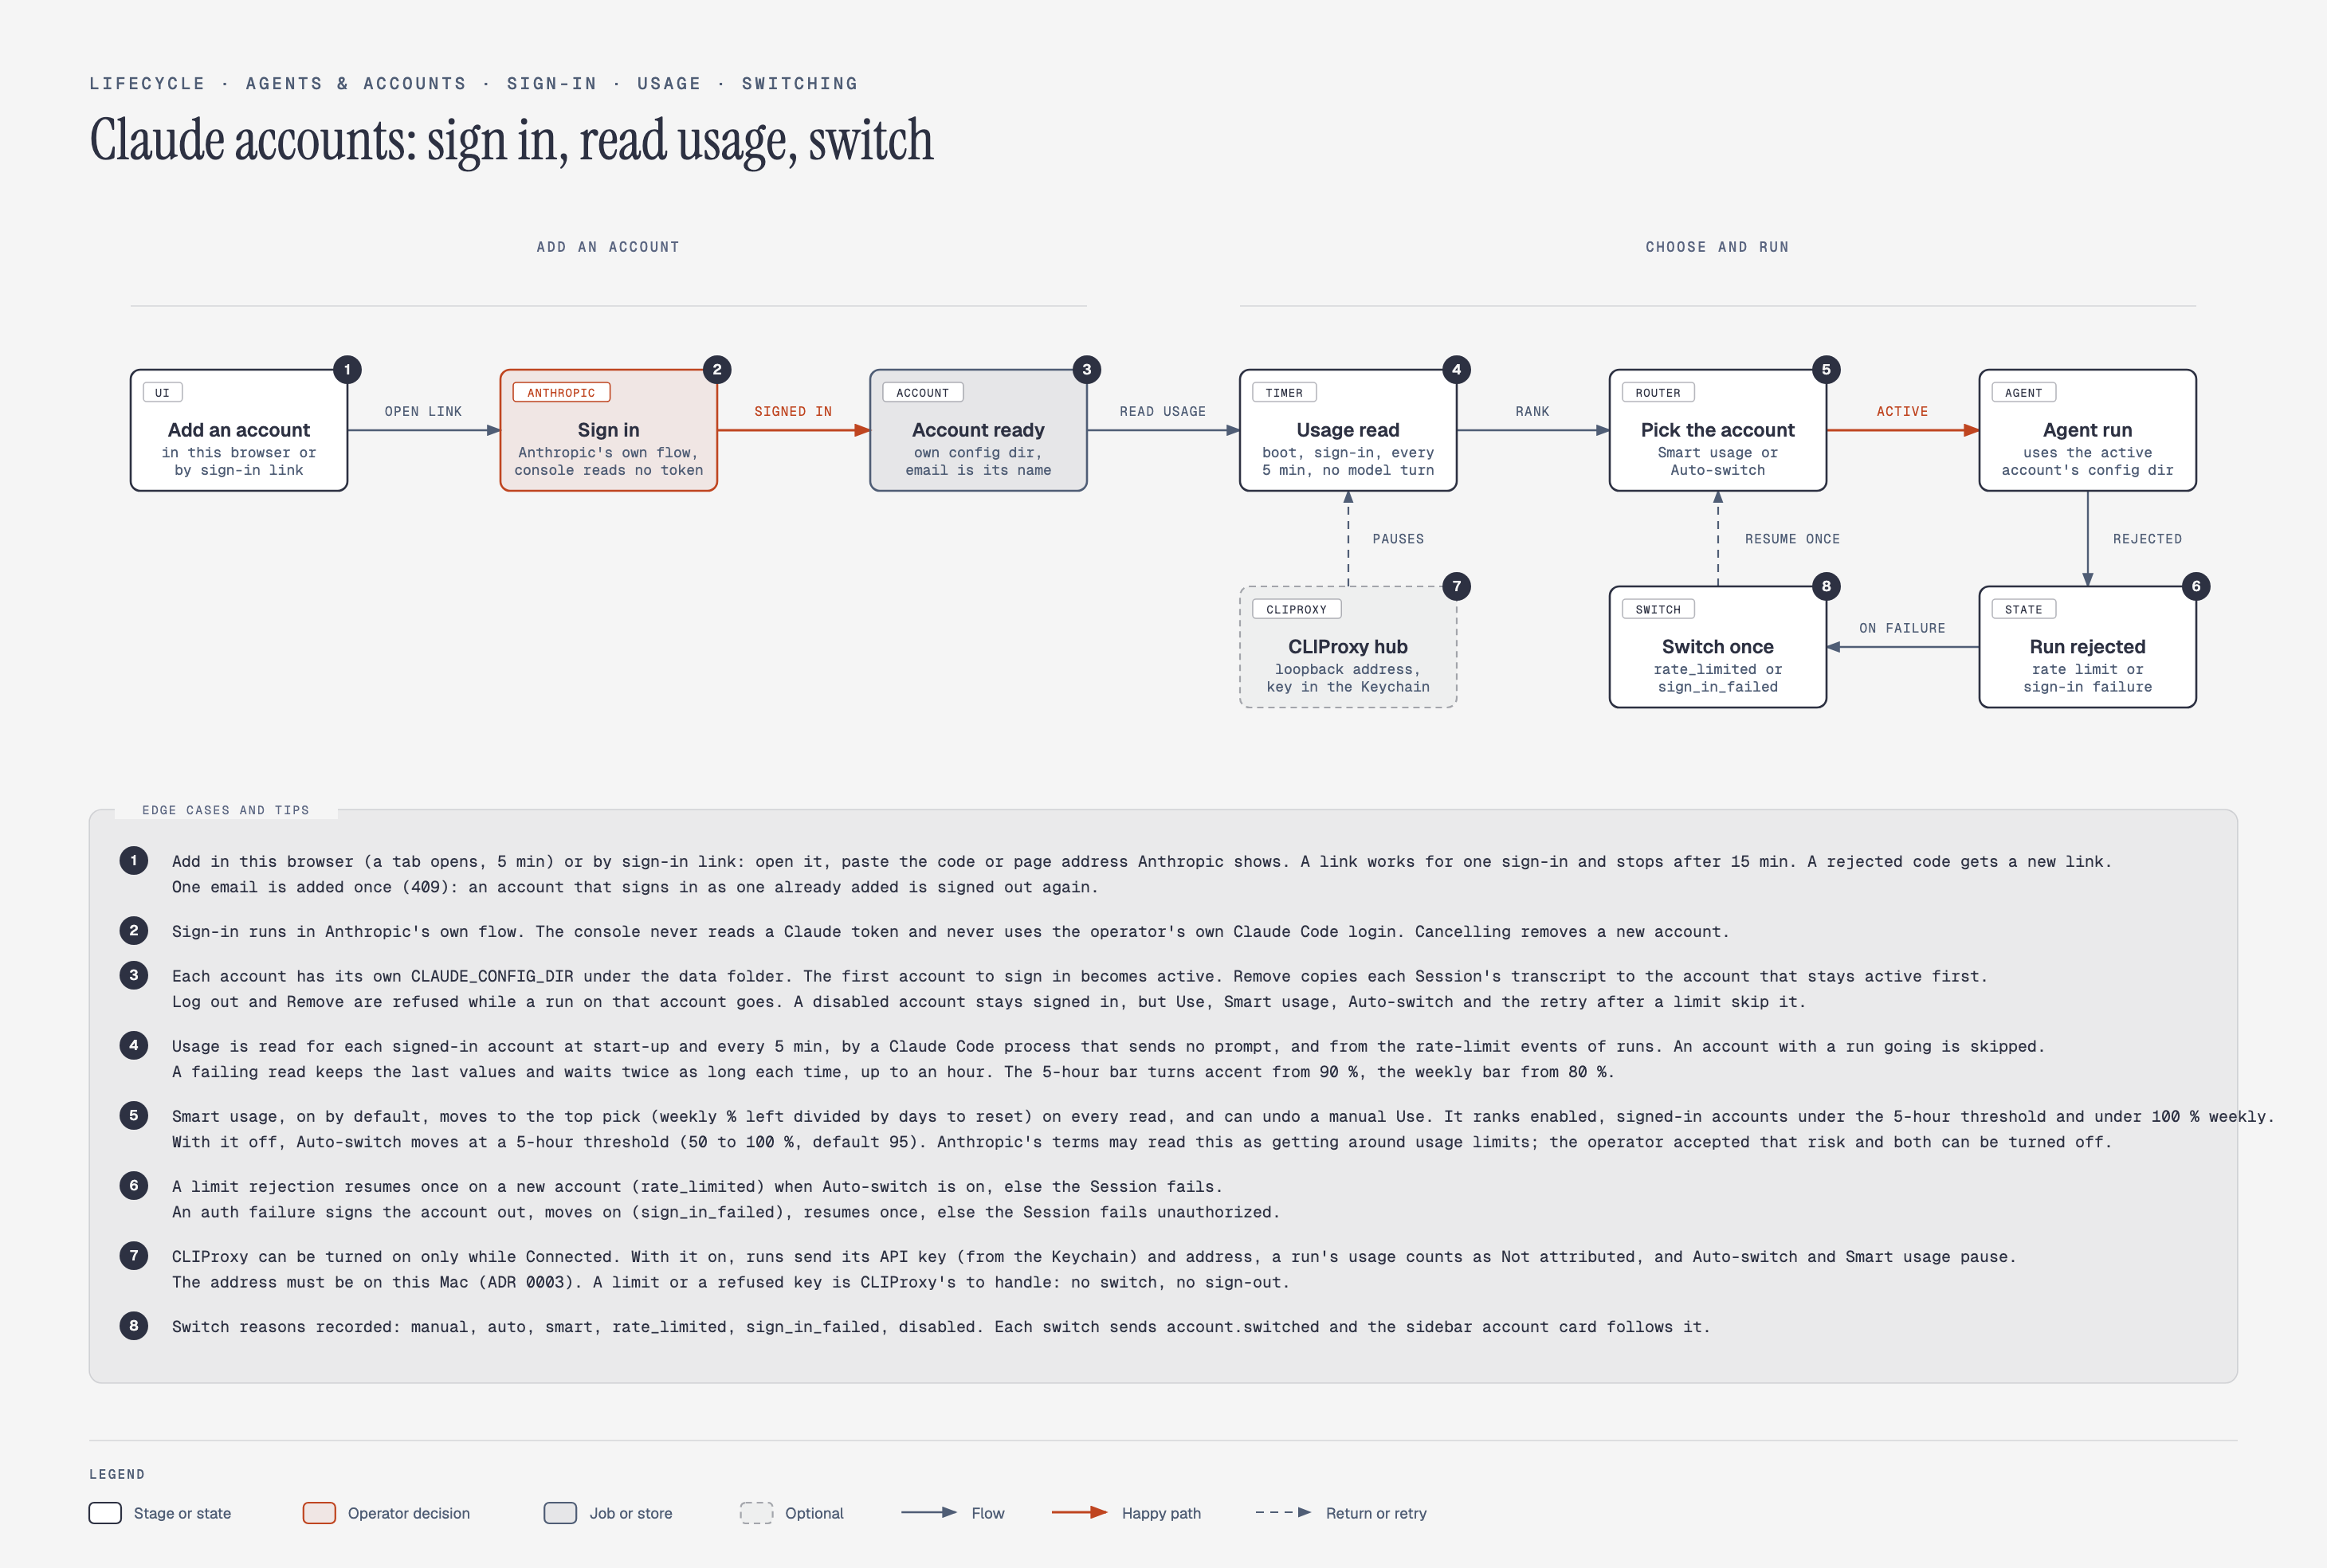 LIFECYCLE · AGENTS & ACCOUNTS · SIGN-IN · USAGE · SWITCHING
Claude accounts: sign in, read usage, switch
ADD AN ACCOUNT
CHOOSE AND RUN
1
UI
Add an account
in this browser or
by sign-in link
OPEN LINK
2
ANTHROPIC
Sign in
Anthropic's own flow,
console reads no token
SIGNED IN
3
ACCOUNT
Account ready
own config dir,
email is its name
READ USAGE
4
TIMER
Usage read
boot, sign-in, every
5 min, no model turn
RANK
5
ROUTER
Pick the account
Smart usage or
Auto-switch
ACTIVE
AGENT
Agent run
uses the active
account's config dir
PAUSES
RESUME ONCE
REJECTED
7
CLIPROXY
CLIProxy hub
loopback address,
key in the Keychain
8
SWITCH
Switch once
rate_limited or
sign_in_failed
ON FAILURE
6
STATE
Run rejected
rate limit or
sign-in failure
EDGE CASES AND TIPS
1
Add in this browser (a tab opens, 5 min) or by sign-in link: open it, paste the code or page address Anthropic shows. A link works for one sign-in and stops after 15 min. A rejected code gets a new link.
One email is added once (409): an account that signs in as one already added is signed out again.
2
Sign-in runs in Anthropic's own flow. The console never reads a Claude token and never uses the operator's own Claude Code login. Cancelling removes a new account.
3
Each account has its own CLAUDE_CONFIG_DIR under the data folder. The first account to sign in becomes active. Remove copies each Session's transcript to the account that stays active first.
Log out and Remove are refused while a run on that account goes. A disabled account stays signed in, but Use, Smart usage, Auto-switch and the retry after a limit skip it.
4
Usage is read for each signed-in account at start-up and every 5 min, by a Claude Code process that sends no prompt, and from the rate-limit events of runs. An account with a run going is skipped.
A failing read keeps the last values and waits twice as long each time, up to an hour. The 5-hour bar turns accent from 90 %, the weekly bar from 80 %.
5
Smart usage, on by default, moves to the top pick (weekly % left divided by days to reset) on every read, and can undo a manual Use. It ranks enabled, signed-in accounts under the 5-hour threshold and under 100 % weekly.
With it off, Auto-switch moves at a 5-hour threshold (50 to 100 %, default 95). Anthropic's terms may read this as getting around usage limits; the operator accepted that risk and both can be turned off.
6
A limit rejection resumes once on a new account (rate_limited) when Auto-switch is on, else the Session fails.
An auth failure signs the account out, moves on (sign_in_failed), resumes once, else the Session fails unauthorized.
7
CLIProxy can be turned on only while Connected. With it on, runs send its API key (from the Keychain) and address, a run's usage counts as Not attributed, and Auto-switch and Smart usage pause.
The address must be on this Mac (ADR 0003). A limit or a refused key is CLIProxy's to handle: no switch, no sign-out.
8
Switch reasons recorded: manual, auto, smart, rate_limited, sign_in_failed, disabled. Each switch sends account.switched and the sidebar account card follows it.
LEGEND
Stage or state
Operator decision
Job or store
Optional
Flow
Happy path
Return or retry